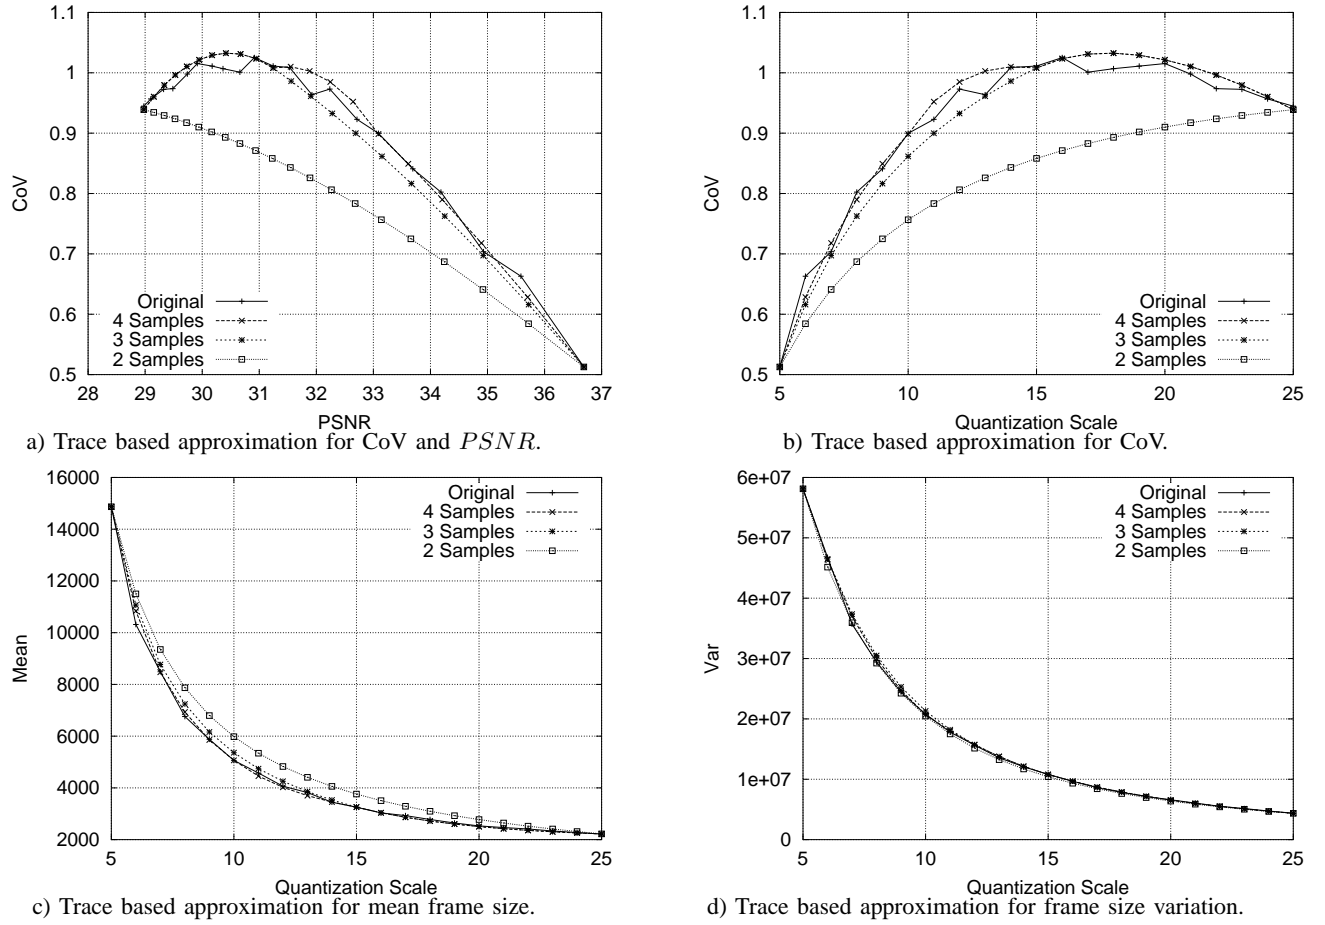 1.1
1
0.9
0.8
0.7
0.6
0.5
CoV
Original
4 Samples
3 Samples
2 Samples
28 29 30 31 32 33 34 35 36 37
PSNR
a) Trace based approximation for CoV and PSNR.
1.1
1
0.9
0.8
0.7
0.6
0.5
CoV
Original
4 Samples
3 Samples
2 Samples
5 10 15 20 25
Quantization Scale
b) Trace based approximation for CoV.
16000
14000
12000
10000
8000
6000
4000
2000
Mean
Original
4 Samples
3 Samples
2 Samples
5 10 15 20 25
Quantization Scale
c) Trace based approximation for mean frame size.
6e+07
5e+07
4e+07
3e+07
2e+07
1e+07
0
Var
Original
4 Samples
3 Samples
2 Samples
5 10 15 20 25
Quantization Scale
d) Trace based approximation for frame size variation.